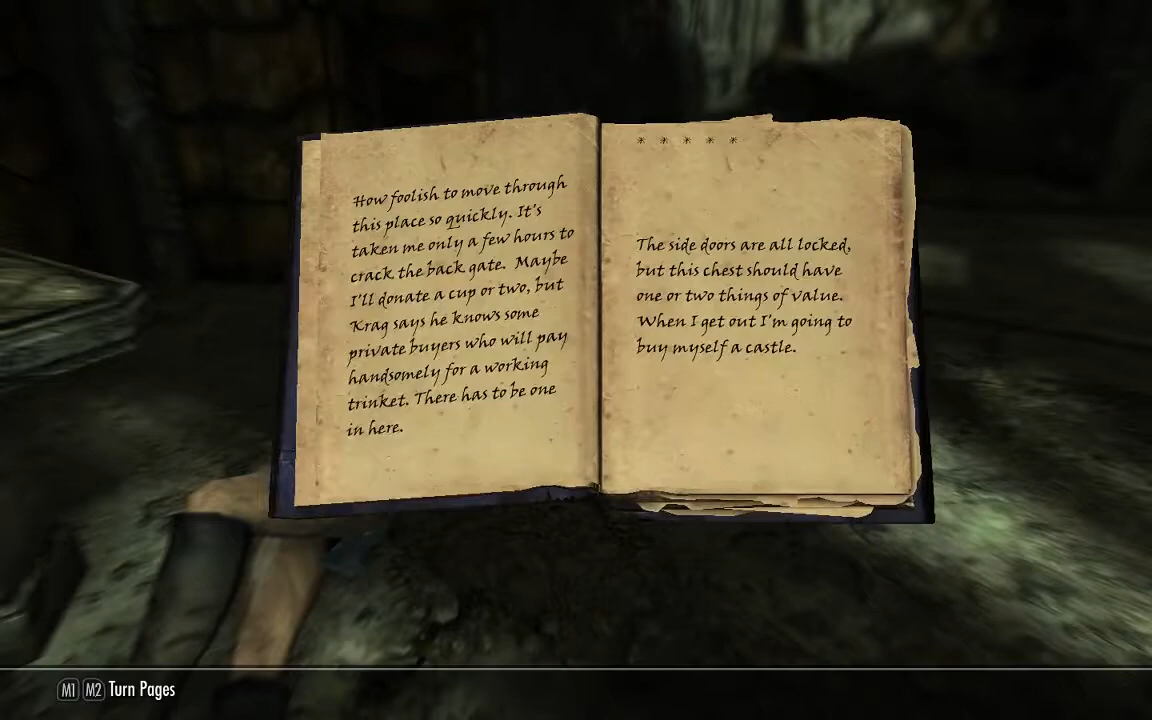 How foolish to move through
this place so quickly. It's
taken me only a few hours to
crack the back gate. Maybe
I'll donate a cup or two, but
Krag says he knows some
private buyers who will pay
handsomely for a working
trinket. There has to be one
in here.
* * * * *
The side doors are all locked,
but this chest should have
one or two things of value.
When I get out I'm going to
buy myself a castle.
M1 M2 Turn Pages